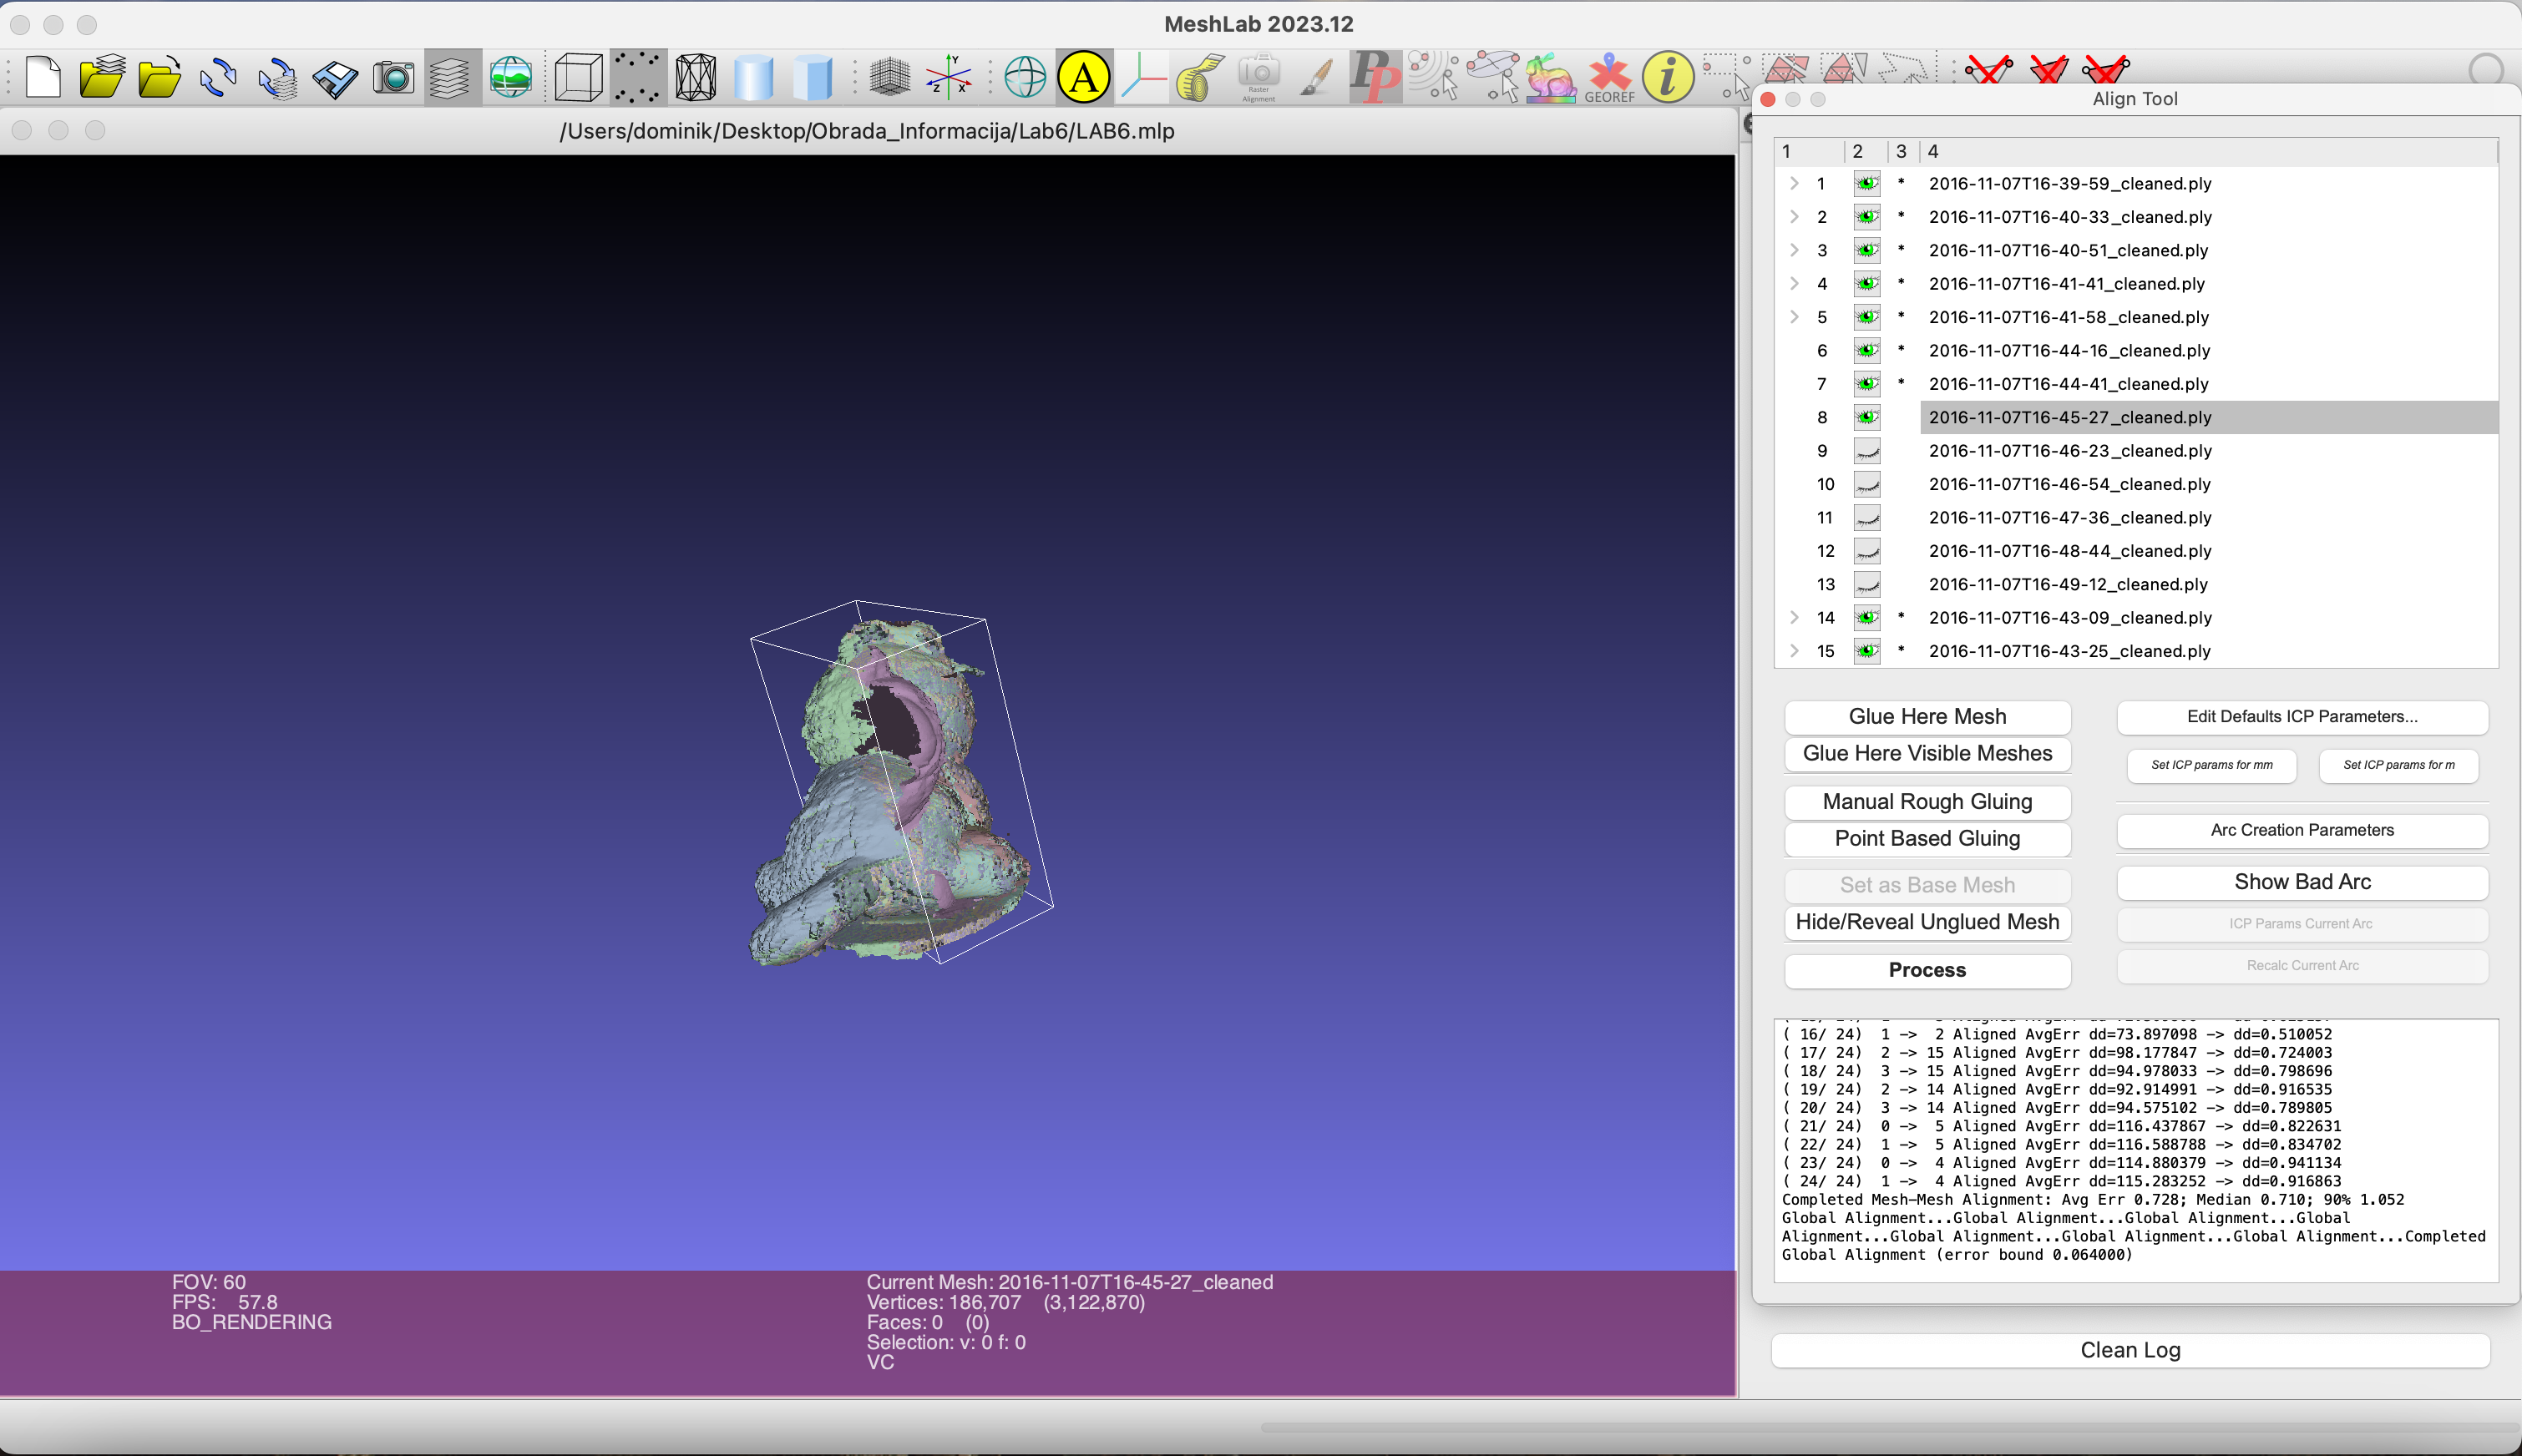 MeshLab 2023.12
Y
Z
X
A
Raster
Alignment
PP
GEOREF
i
/Users/dominik/Desktop/Obrada_Informacija/Lab6/LAB6.mlp
Align Tool
1 2 3 4
1 * 2016-11-07T16-39-59_cleaned.ply
2 * 2016-11-07T16-40-33_cleaned.ply
3 * 2016-11-07T16-40-51_cleaned.ply
4 * 2016-11-07T16-41-41_cleaned.ply
5 * 2016-11-07T16-41-58_cleaned.ply
6 * 2016-11-07T16-44-16_cleaned.ply
7 * 2016-11-07T16-44-41_cleaned.ply
8 2016-11-07T16-45-27_cleaned.ply
9 2016-11-07T16-46-23_cleaned.ply
10 2016-11-07T16-46-54_cleaned.ply
11 2016-11-07T16-47-36_cleaned.ply
12 2016-11-07T16-48-44_cleaned.ply
13 2016-11-07T16-49-12_cleaned.ply
14 * 2016-11-07T16-43-09_cleaned.ply
15 * 2016-11-07T16-43-25_cleaned.ply
Glue Here Mesh
Glue Here Visible Meshes
Manual Rough Gluing
Point Based Gluing
Set as Base Mesh
Hide/Reveal Unglued Mesh
Process
Edit Defaults ICP Parameters...
Set ICP params for mm
Set ICP params for m
Arc Creation Parameters
Show Bad Arc
ICP Params Current Arc
Recalc Current Arc
( 16/ 24) 1 -> 2 Aligned AvgErr dd=73.897098 -> dd=0.510052
( 17/ 24) 2 -> 15 Aligned AvgErr dd=98.177847 -> dd=0.724003
( 18/ 24) 3 -> 15 Aligned AvgErr dd=94.978033 -> dd=0.798696
( 19/ 24) 2 -> 14 Aligned AvgErr dd=92.914991 -> dd=0.916535
( 20/ 24) 3 -> 14 Aligned AvgErr dd=94.575102 -> dd=0.789805
( 21/ 24) 0 -> 5 Aligned AvgErr dd=116.437867 -> dd=0.822631
( 22/ 24) 1 -> 5 Aligned AvgErr dd=116.588788 -> dd=0.834702
( 23/ 24) 0 -> 4 Aligned AvgErr dd=114.880379 -> dd=0.941134
( 24/ 24) 1 -> 4 Aligned AvgErr dd=115.283252 -> dd=0.916863
Completed Mesh-Mesh Alignment: Avg Err 0.728; Median 0.710; 90% 1.052
Global Alignment...Global Alignment...Global Alignment...Global
Alignment...Global Alignment...Global Alignment...Global Alignment...Completed
Global Alignment (error bound 0.064000)
Clean Log
FOV: 60
FPS: 57.8
BO_RENDERING
Current Mesh: 2016-11-07T16-45-27_cleaned
Vertices: 186,707 (3,122,870)
Faces: 0 (0)
Selection: v: 0 f: 0
VC